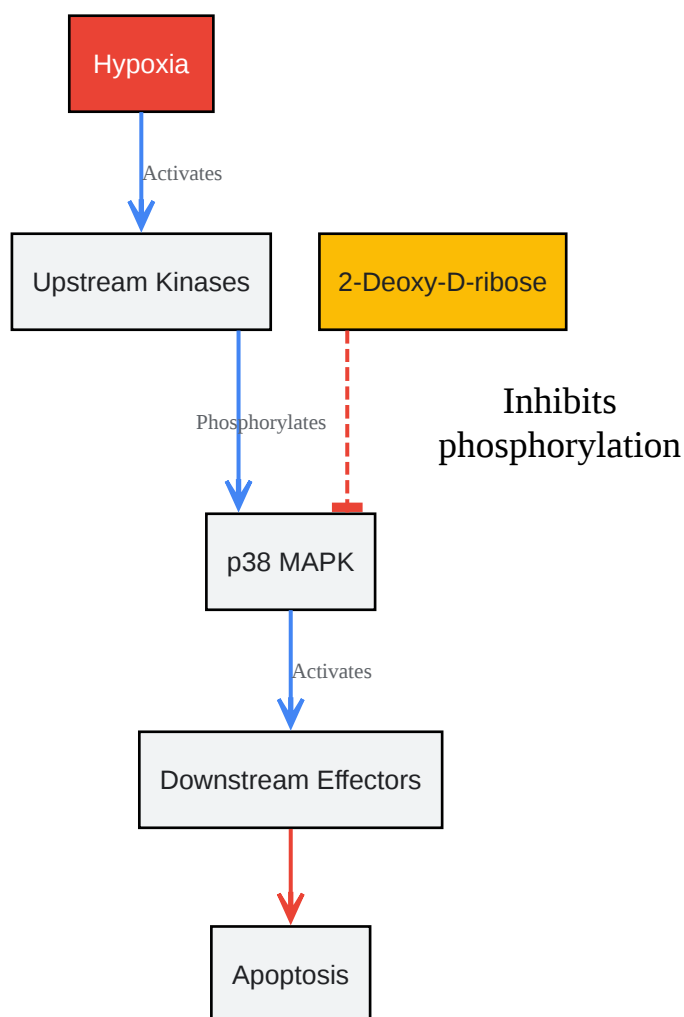 Hypoxia
Activates
Upstream Kinases
2-Deoxy-D-ribose
Inhibits
phosphorylation
Phosphorylates
p38 MAPK
Activates
Downstream Effectors
Apoptosis